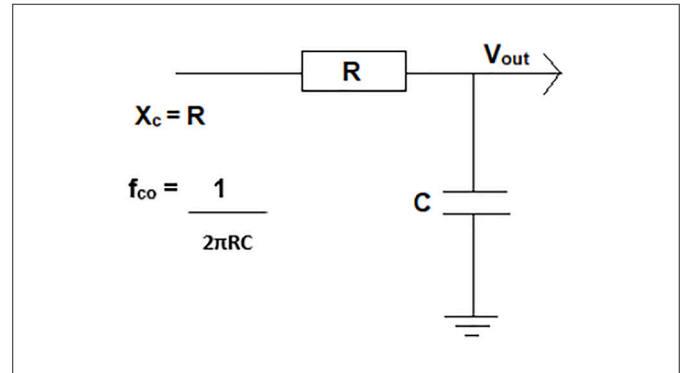 Vout
R
Xc = R
fco = 1
2πRC
C